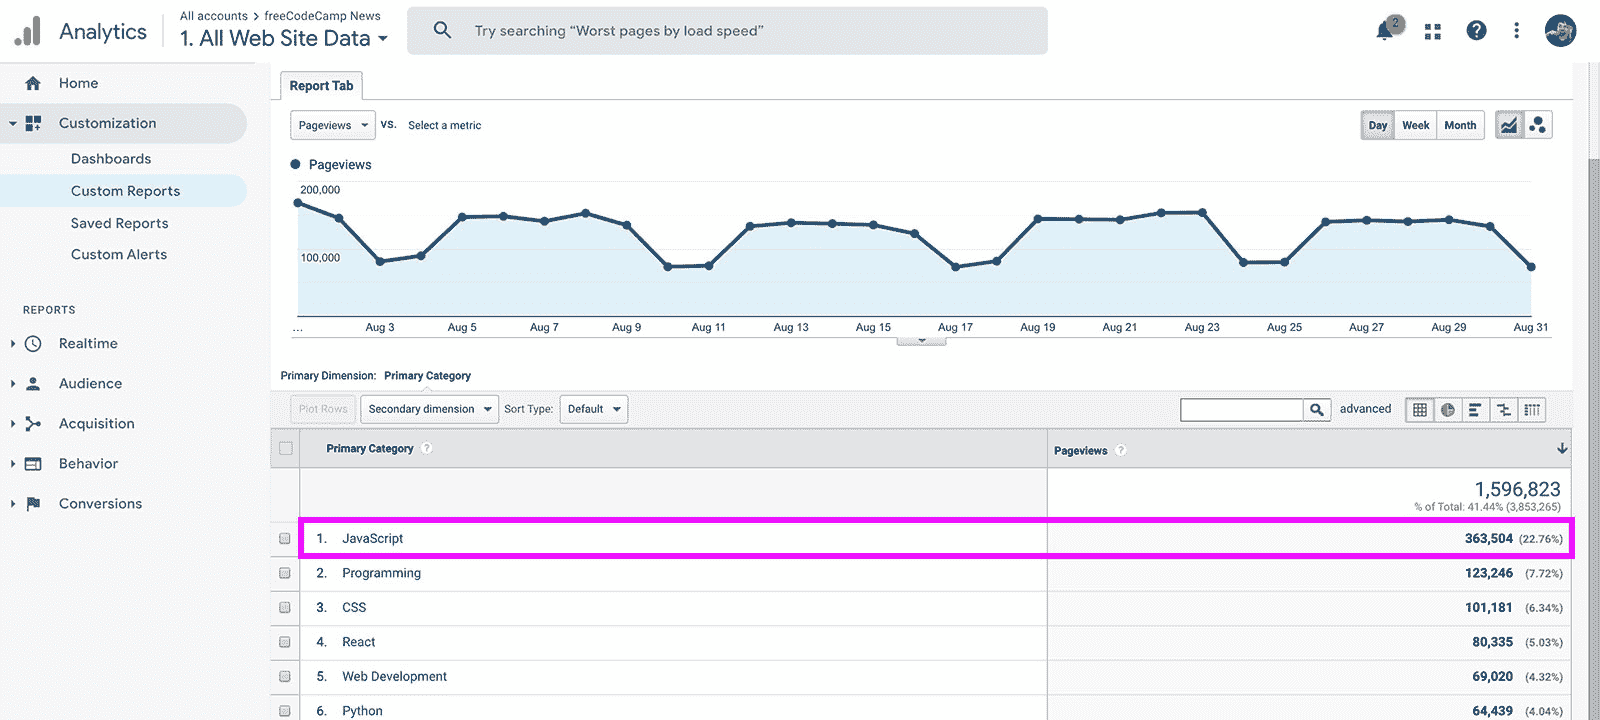 Analytics
All accounts > freeCodeCamp News
1. All Web Site Data
Try searching “Worst pages by load speed”
2
Home
Customization
Dashboards
Custom Reports
Saved Reports
Custom Alerts
REPORTS
Realtime
Audience
Acquisition
Behavior
Conversions
Report Tab
Pageviews VS. Select a metric
Day Week Month
Pageviews
200,000
100,000
... Aug 3 Aug 5 Aug 7 Aug 9 Aug 11 Aug 13 Aug 15 Aug 17 Aug 19 Aug 21 Aug 23 Aug 25 Aug 27 Aug 29 Aug 31
Primary Dimension: Primary Category
Plot Rows Secondary dimension Sort Type: Default advanced
Primary Category ? Pageviews ?
1,596,823
% of Total: 41.44% (3,853,265)
1. JavaScript 363,504 (22.76%)
2. Programming 123,246 (7.72%)
3. CSS 101,181 (6.34%)
4. React 80,335 (5.03%)
5. Web Development 69,020 (4.32%)
6. Python 64,439 (4.04%)